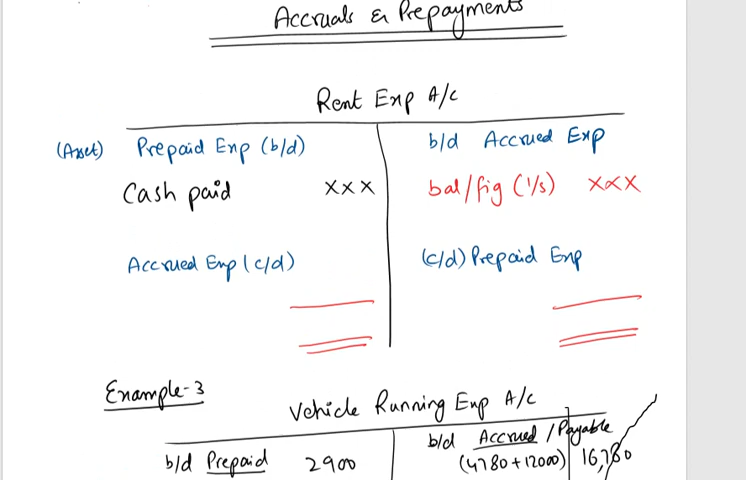 Accruals & Prepayments
Rent Exp A/c
(Asset) Prepaid Exp (b/d)
b/d Accrued Exp
Cash paid xxx
bal/fig (I/s) xxx
Accrued Exp (c/d)
(c/d) Prepaid Exp
Example-3
Vehicle Running Exp A/c
b/d Prepaid 2900
b/d Accrued / Payable
(4780+12000) 16,780